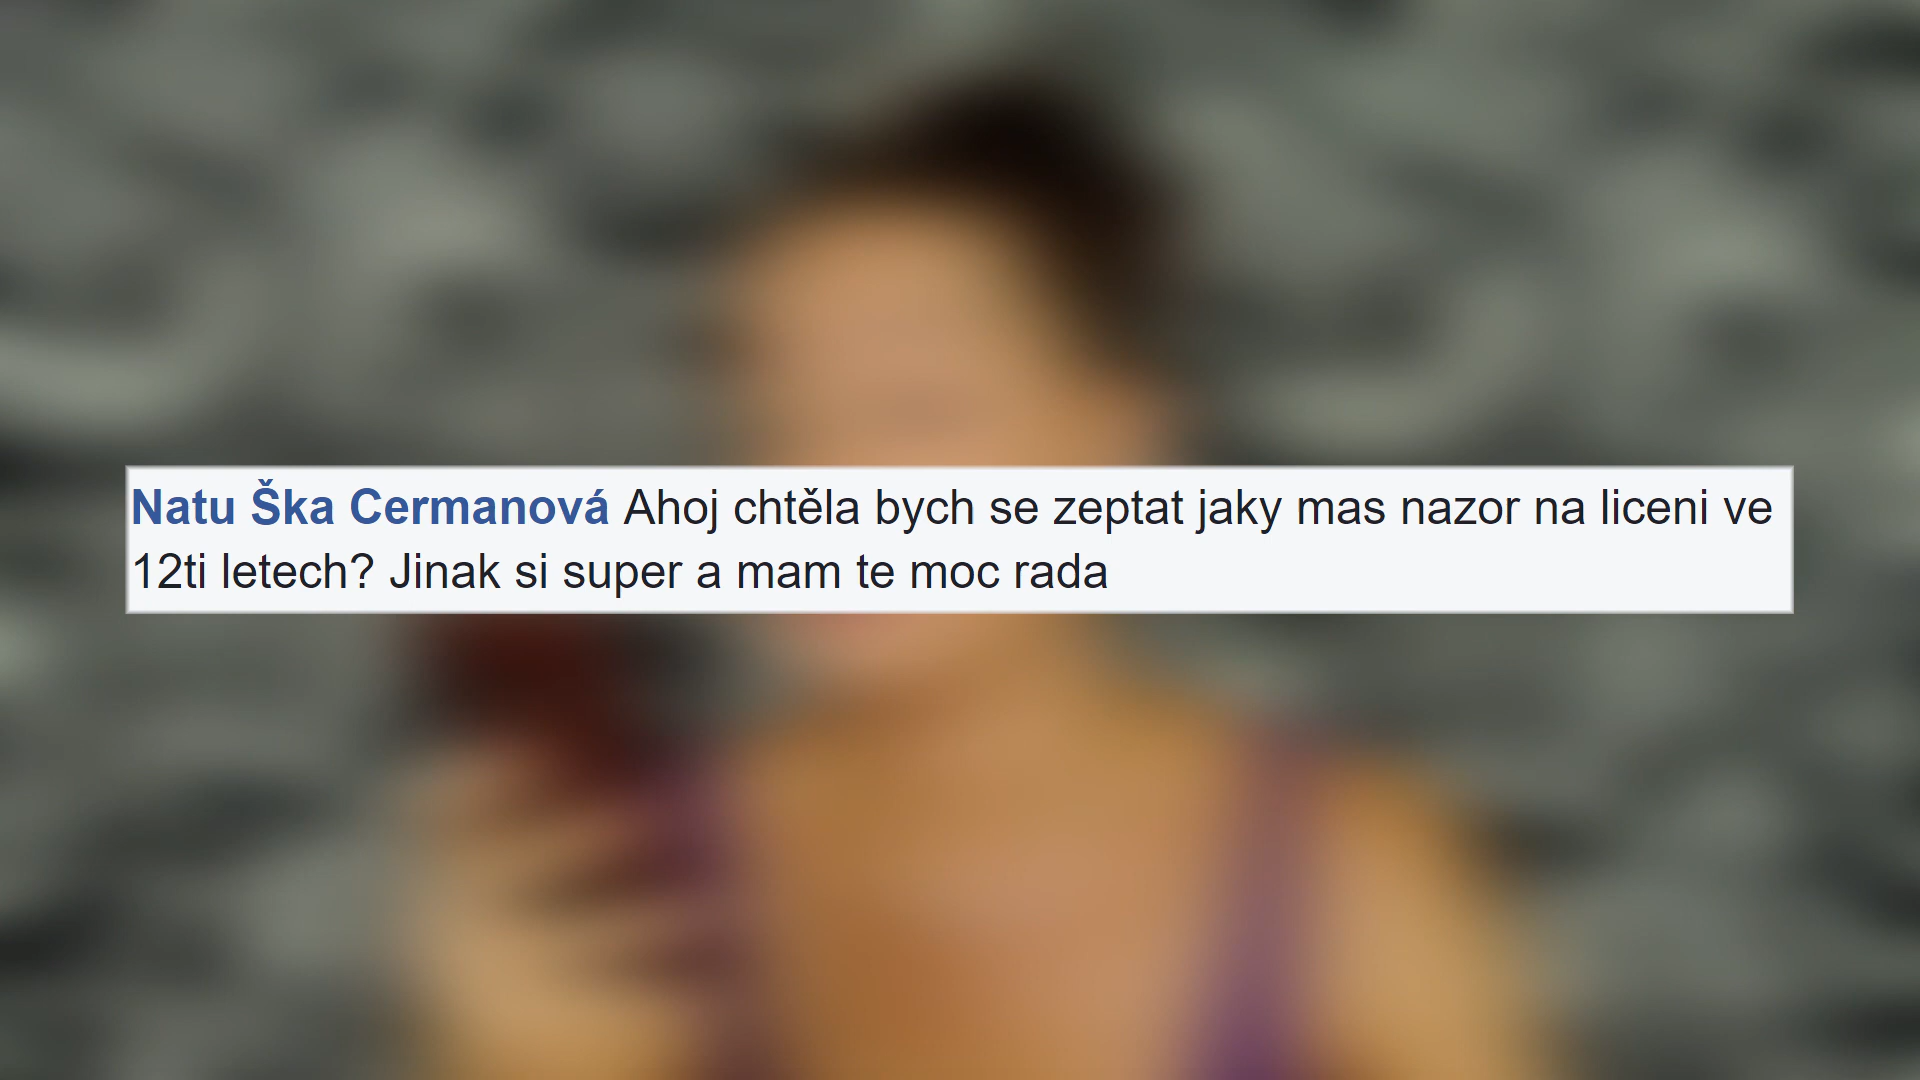 Natu Ška Cermanová Ahoj chtěla bych se zeptat jaky mas nazor na liceni ve
12ti letech? Jinak si super a mam te moc rada